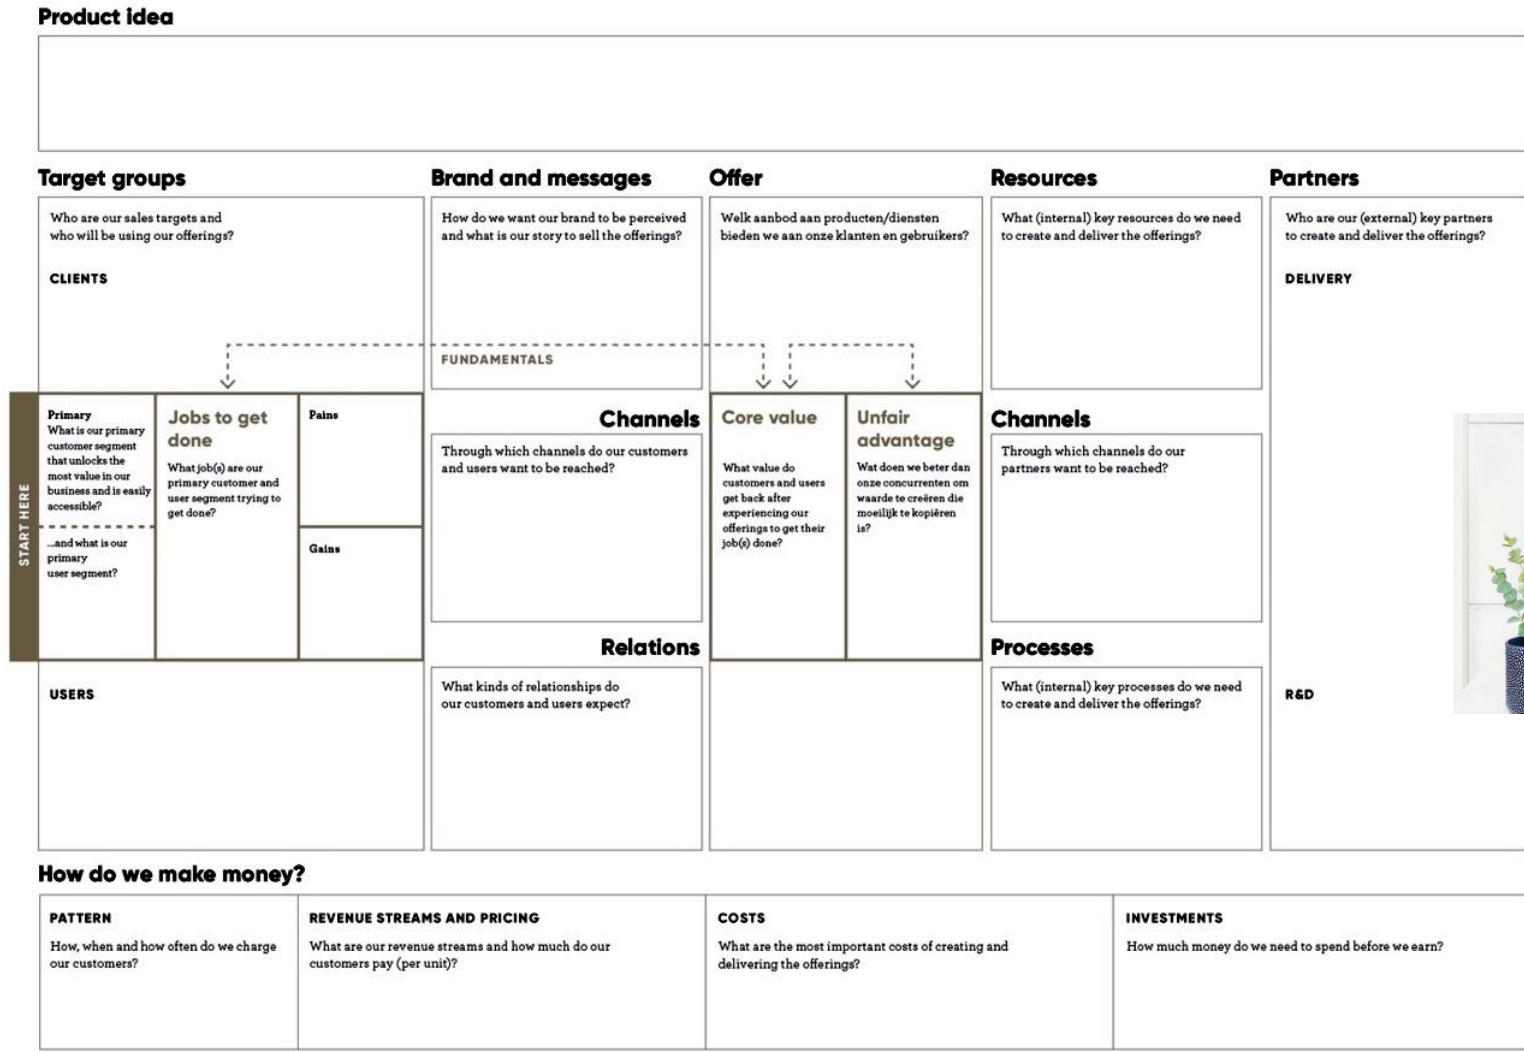 Product idea
Target groups
Who are our sales targets and
who will be using our offerings?
CLIENTS
START HERE
Primary
What is our primary
customer segment
that unlocks the
most value in our
business and is easily
accessible?
...and what is our
primary
user segment?
Jobs to get
done
What job(s) are our
primary customer and
user segment trying to
get done?
Pains
Gains
USERS
Brand and messages
How do we want our brand to be perceived
and what is our story to sell the offerings?
FUNDAMENTALS
Channels
Through which channels do our customers
and users want to be reached?
Relations
What kinds of relationships do
our customers and users expect?
Offer
Welk aanbod aan producten/diensten
bieden we aan onze klanten en gebruikers?
Core value
What value do
customers and users
get back after
experiencing our
offerings to get their
job(s) done?
Unfair
advantage
Wat doen we beter dan
onze concurrenten om
waarde te creëren die
moeilijk te kopiëren
is?
Resources
What (internal) key resources do we need
to create and deliver the offerings?
Channels
Through which channels do our
partners want to be reached?
Processes
What (internal) key processes do we need
to create and deliver the offerings?
Partners
Who are our (external) key partners
to create and deliver the offerings?
DELIVERY
R&D
How do we make money?
PATTERN
How, when and how often do we charge
our customers?
REVENUE STREAMS AND PRICING
What are our revenue streams and how much do our
customers pay (per unit)?
COSTS
What are the most important costs of creating and
delivering the offerings?
INVESTMENTS
How much money do we need to spend before we earn?